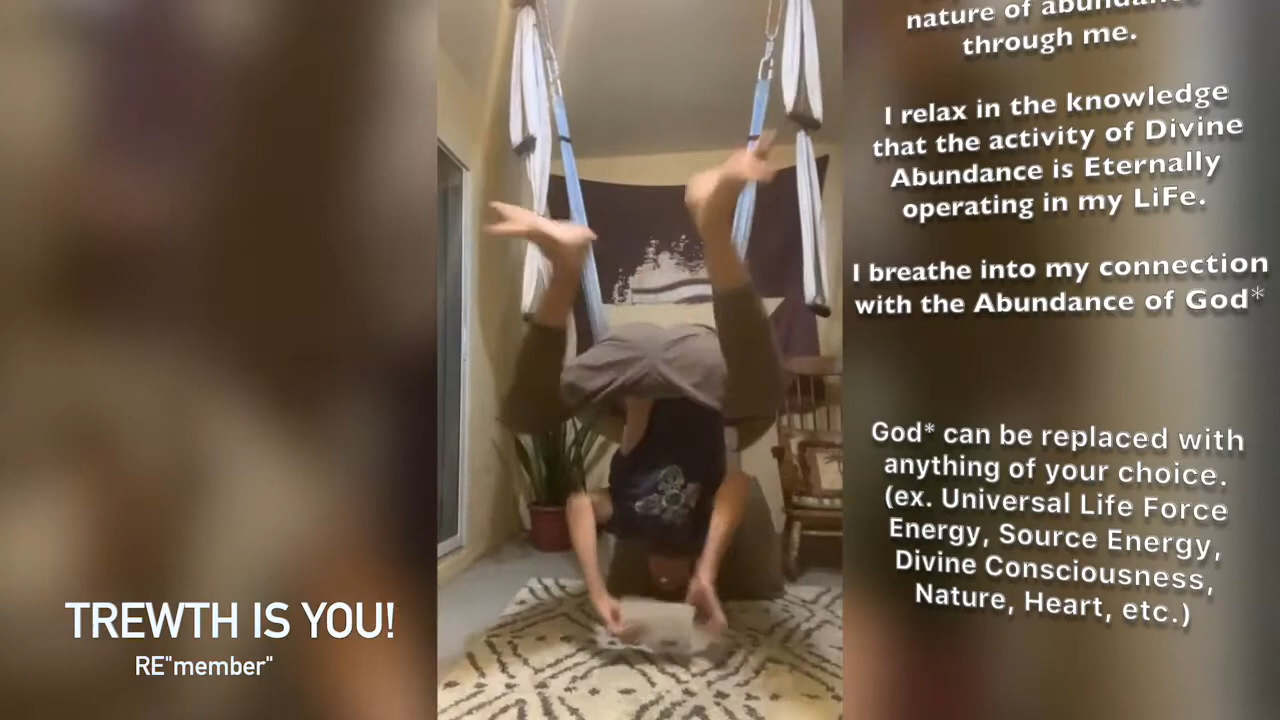 TREWTH IS YOU!
RE"member"
nature of abundance
through me.
I relax in the knowledge
that the activity of Divine
Abundance is Eternally
operating in my LiFe.
I breathe into my connection
with the Abundance of God*
God* can be replaced with
anything of your choice.
(ex. Universal Life Force
Energy, Source Energy,
Divine Consciousness,
Nature, Heart, etc.)